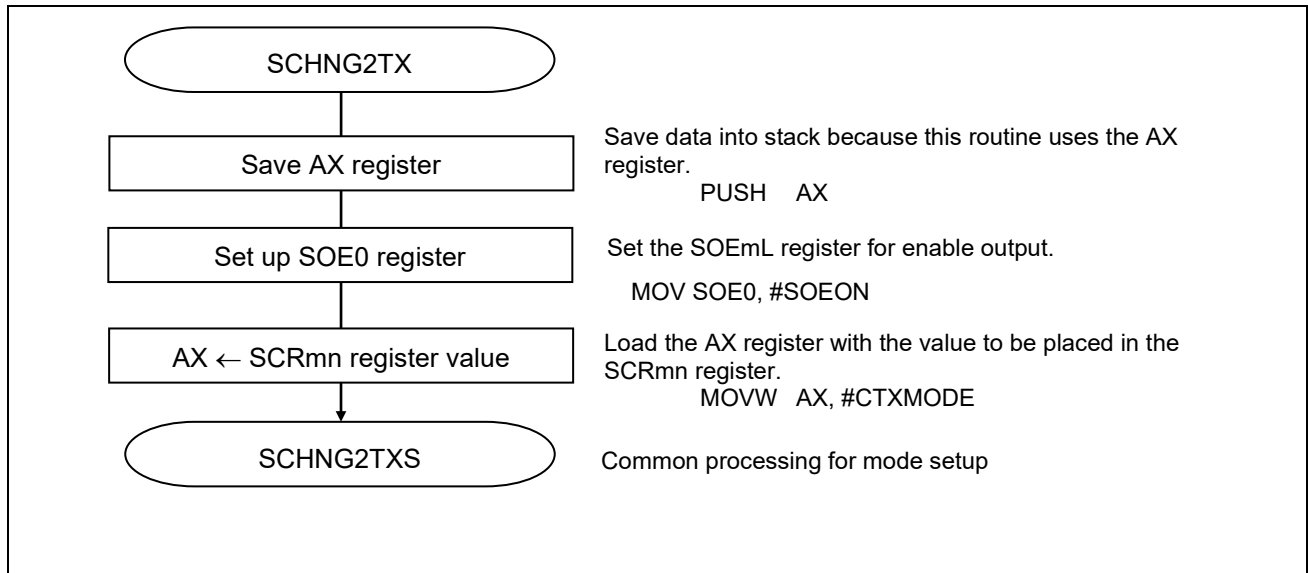 SCHNG2TX
Save AX register
Save data into stack because this routine uses the AX
register.
PUSH AX
Set up SOE0 register
Set the SOEmL register for enable output.
MOV SOE0, #SOEON
AX ← SCRmn register value
Load the AX register with the value to be placed in the
SCRmn register.
MOVW AX, #CTXMODE
SCHNG2TXS
Common processing for mode setup